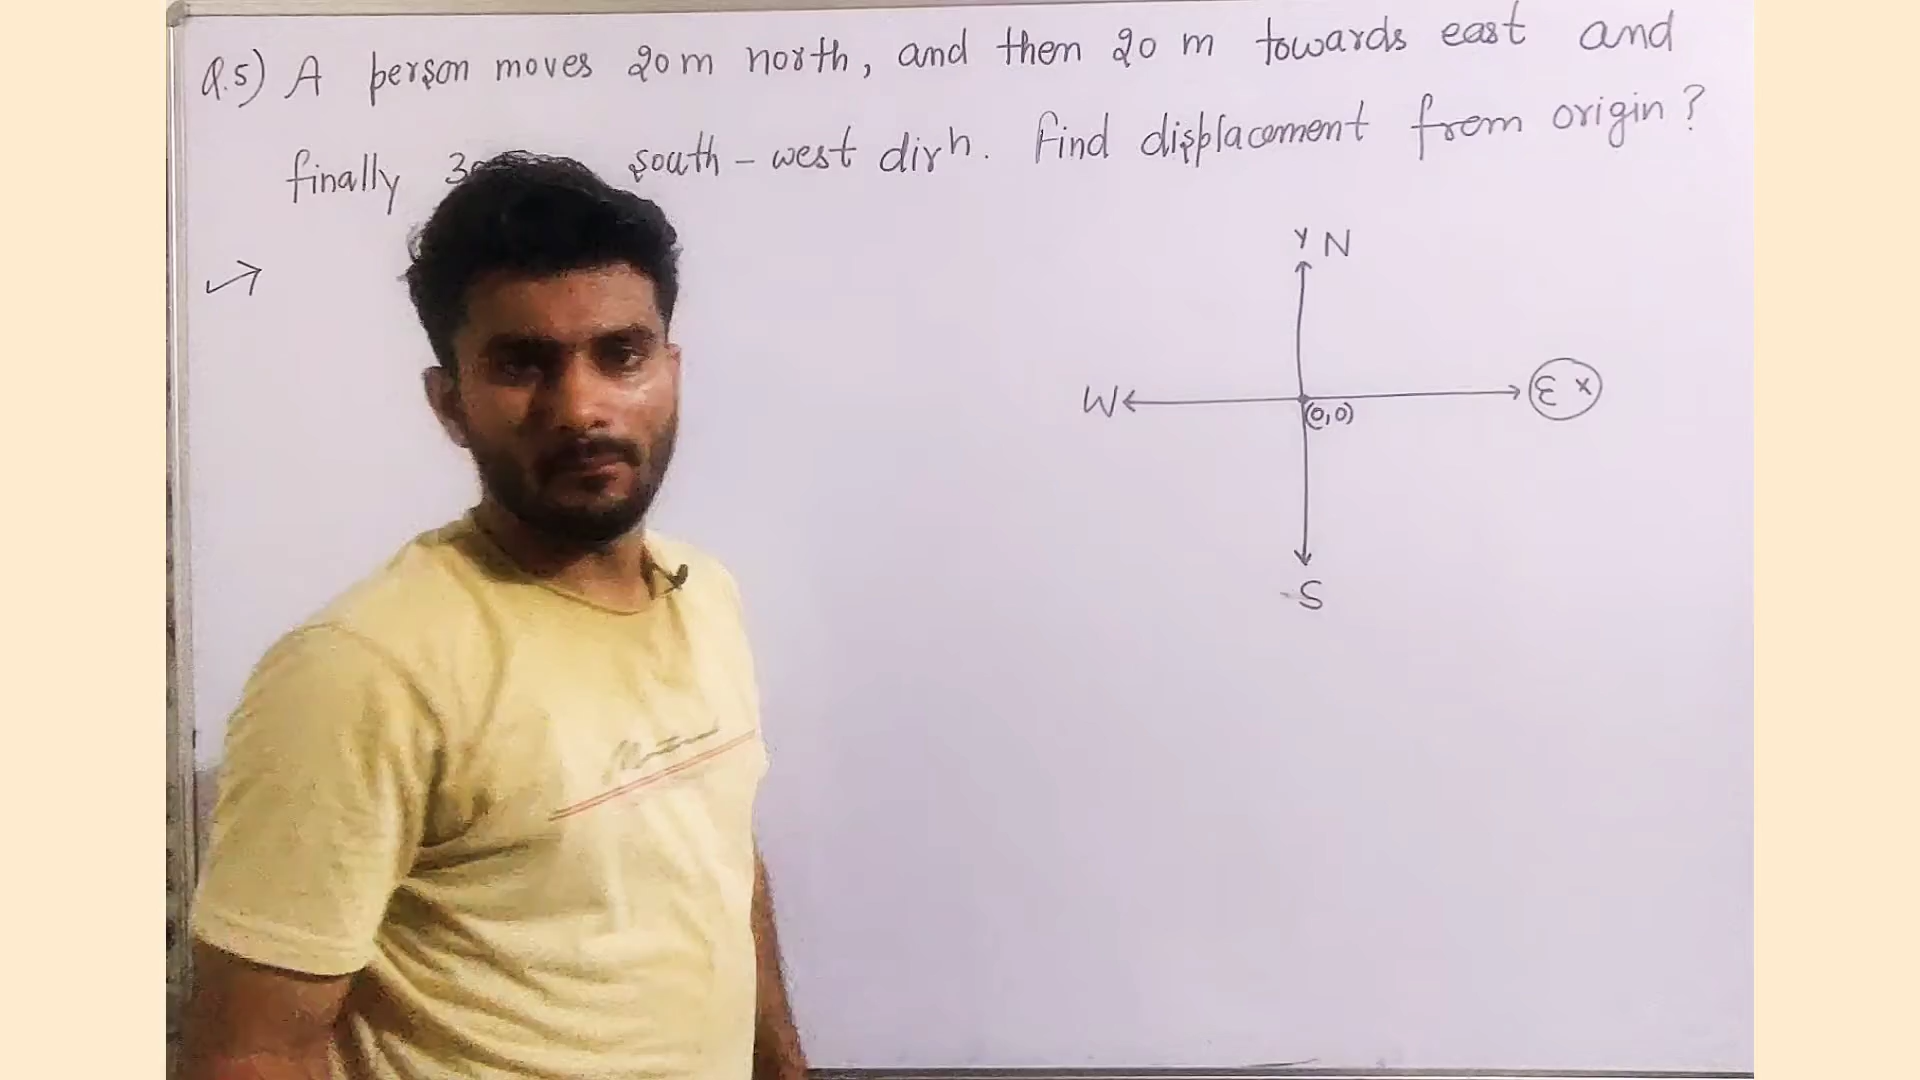 Q.5) A person moves 20 m north, and then 20 m towards east and
finally south - west dirn. Find displacement from origin?
Y N
W
E x
(0,0)
S